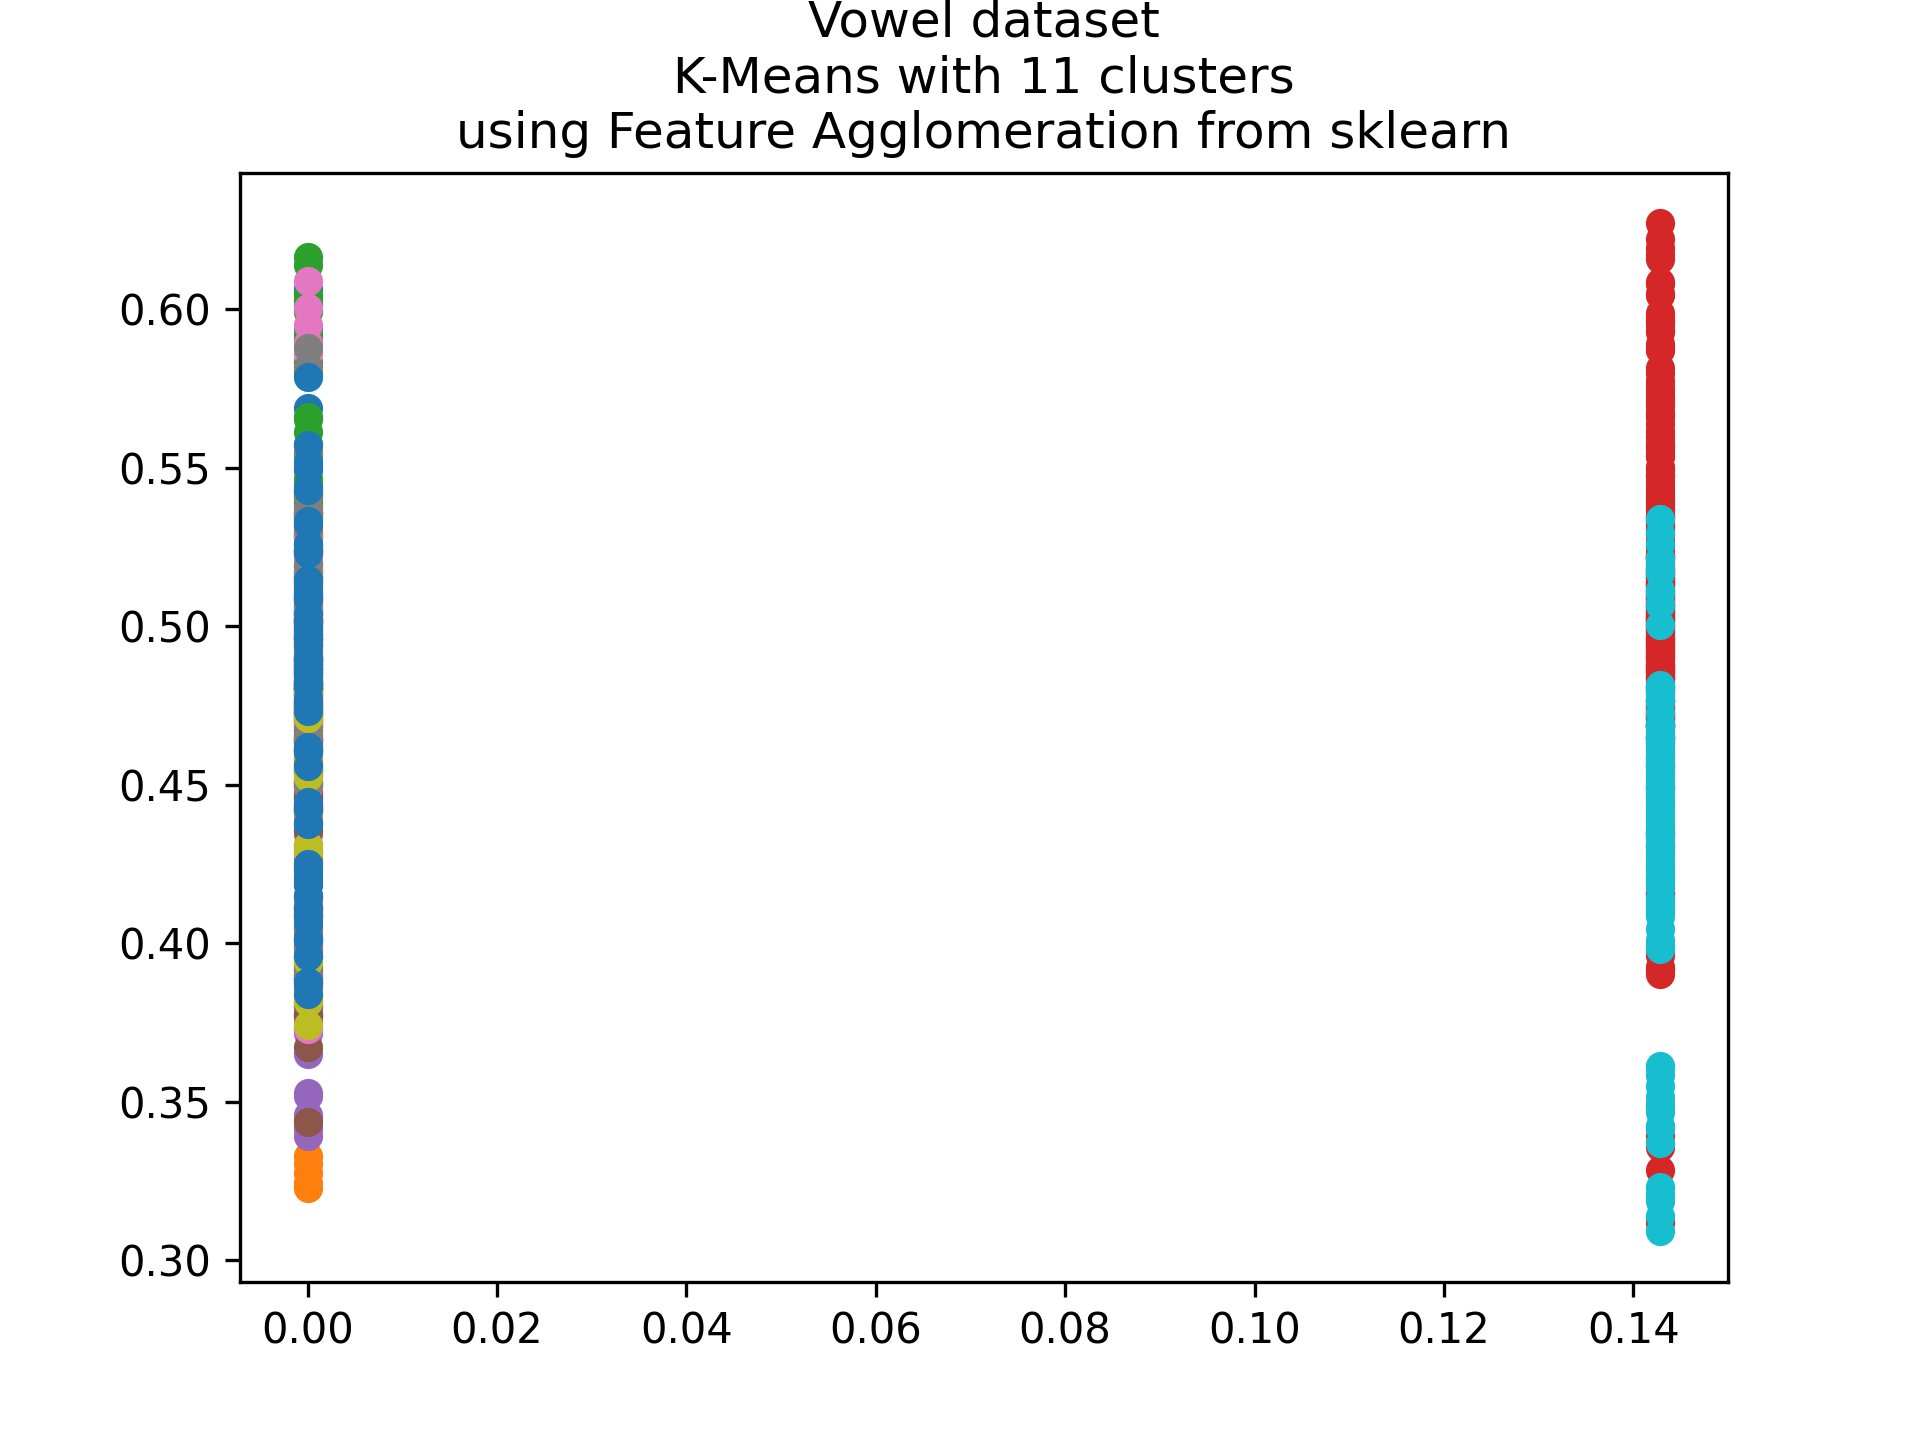 Vowel dataset
K-Means with 11 clusters
using Feature Agglomeration from sklearn
0.60
0.55
0.50
0.45
0.40
0.35
0.30
0.00 0.02 0.04 0.06 0.08 0.10 0.12 0.14